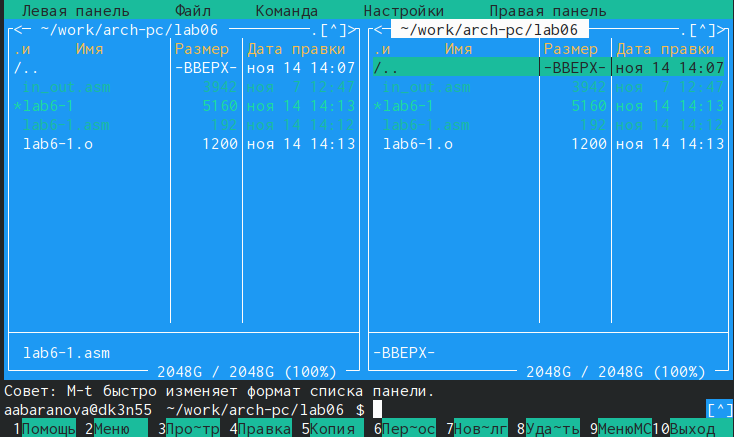 Левая панель Файл Команда Настройки Правая панель
<─ ~/work/arch-pc/lab06 .[^]> <─ ~/work/arch-pc/lab06 .[^]>
.и Имя Размер Дата правки .и Имя Размер Дата правки
/.. -ВВЕРХ- ноя 14 14:07 /.. -ВВЕРХ- ноя 14 14:07
in_out.asm 3942 ноя 7 12:47 in_out.asm 3942 ноя 7 12:47
*lab6-1 5160 ноя 14 14:13 *lab6-1 5160 ноя 14 14:13
lab6-1.asm 192 ноя 14 14:12 lab6-1.asm 192 ноя 14 14:12
lab6-1.o 1200 ноя 14 14:13 lab6-1.o 1200 ноя 14 14:13
lab6-1.asm -ВВЕРХ-
2048G / 2048G (100%) 2048G / 2048G (100%)
Совет: M-t быстро изменяет формат списка панели.
aabaranova@dk3n55 ~/work/arch-pc/lab06 $ [^]
1Помощь 2Меню 3Про~тр 4Правка 5Копия 6Пер~ос 7Нов~лг 8Уда~ть 9МенюMC 10Выход